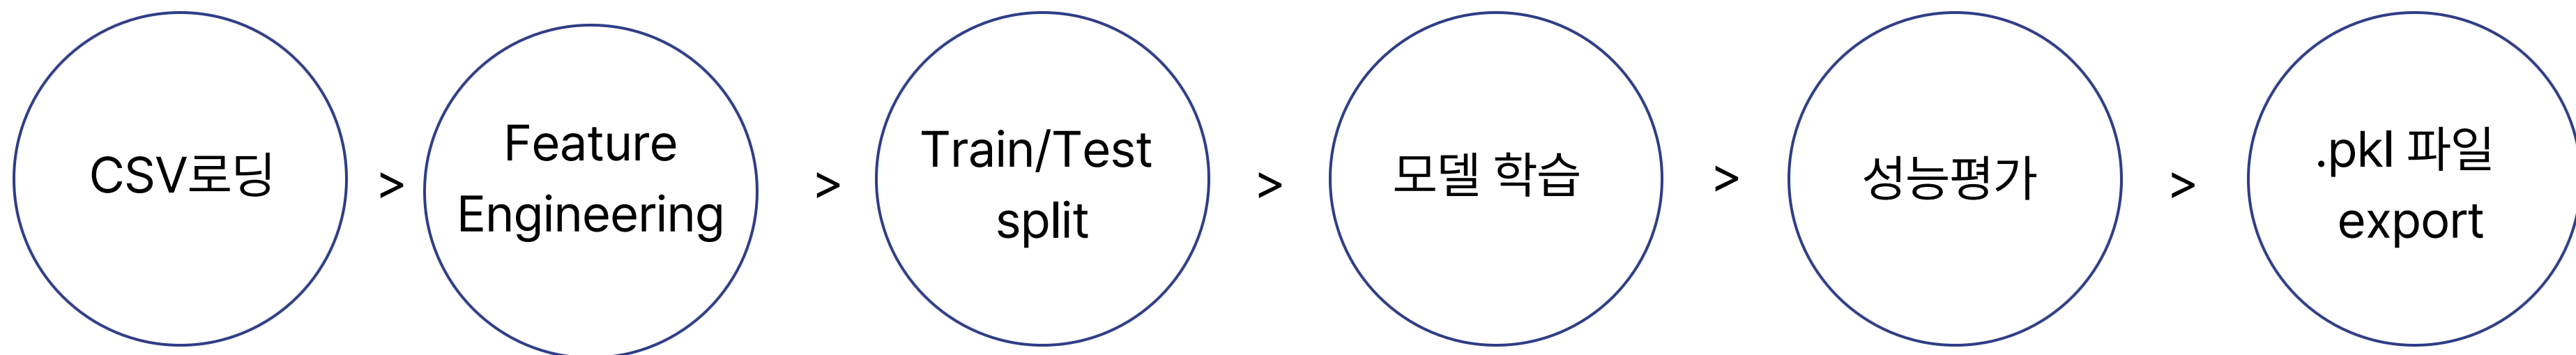 CSV로딩
>
Feature
Engineering
>
Train/Test
split
>
모델 학습
>
성능평가
>
.pkl 파일
export